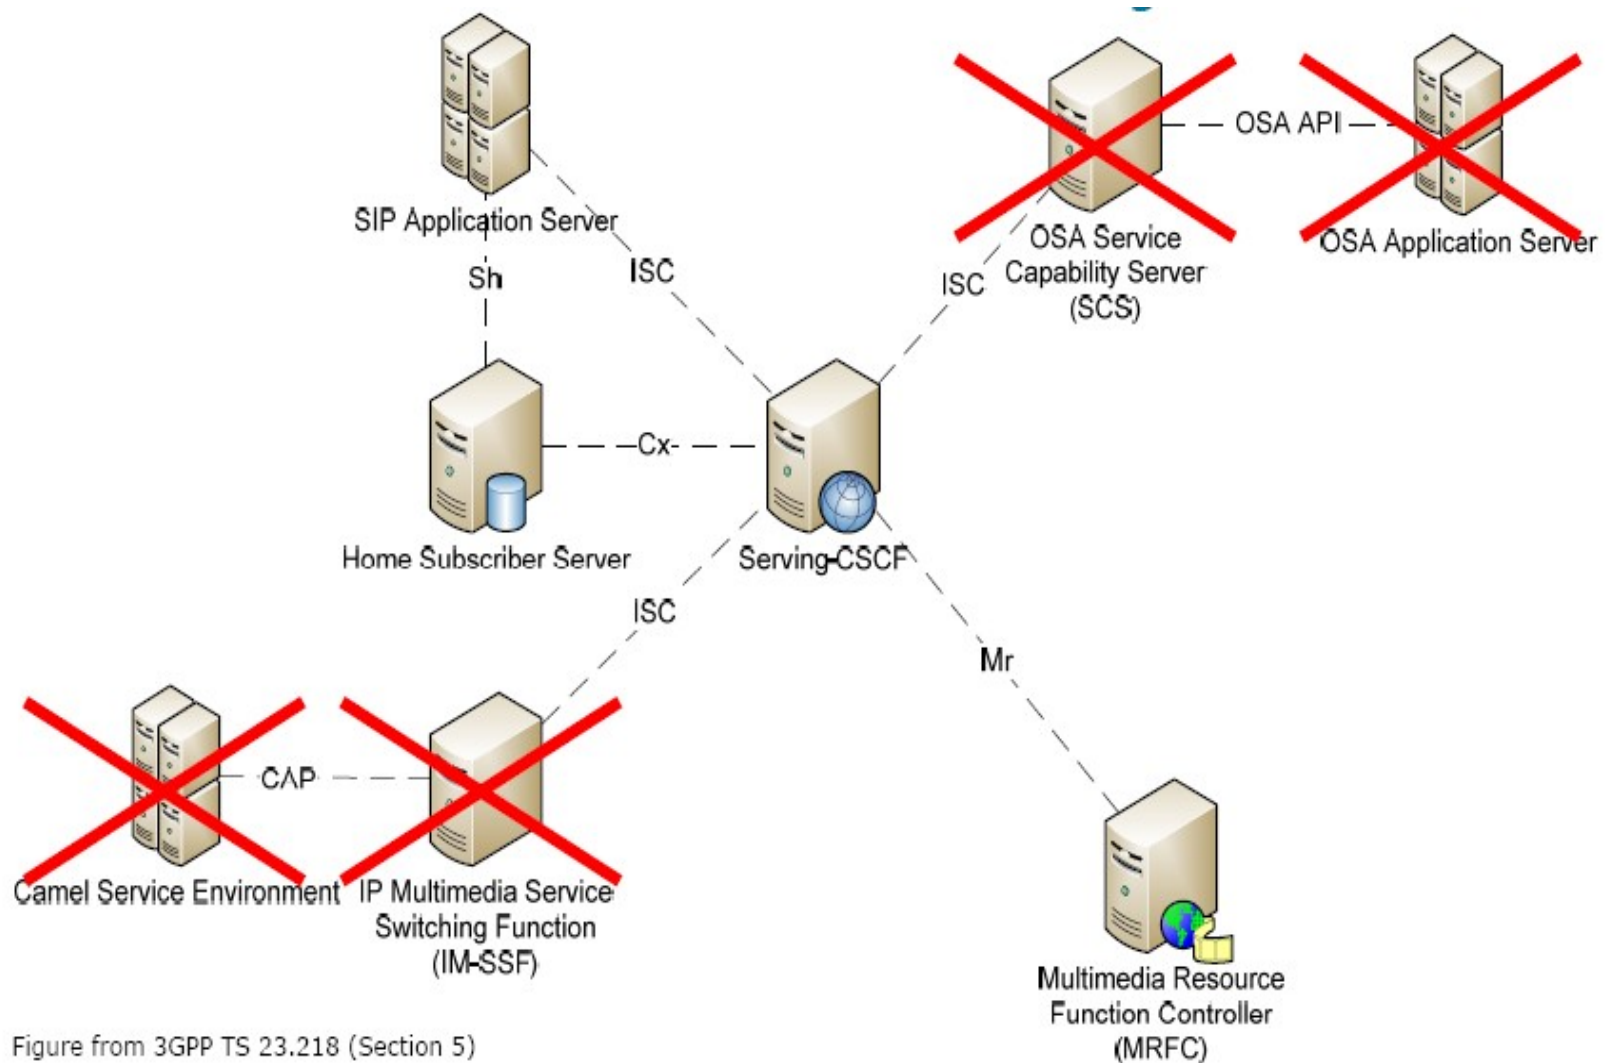 SIP Application Server
OSA API
OSA Service
Capability Server
(SCS)
OSA Application Server
Sh
ISC
ISC
Cx
Home Subscriber Server
Serving-CSCF
ISC
Mr
CAP
Camel Service Environment
IP Multimedia Service
Switching Function
(IM-SSF)
Multimedia Resource
Function Controller
(MRFC)
Figure from 3GPP TS 23.218 (Section 5)